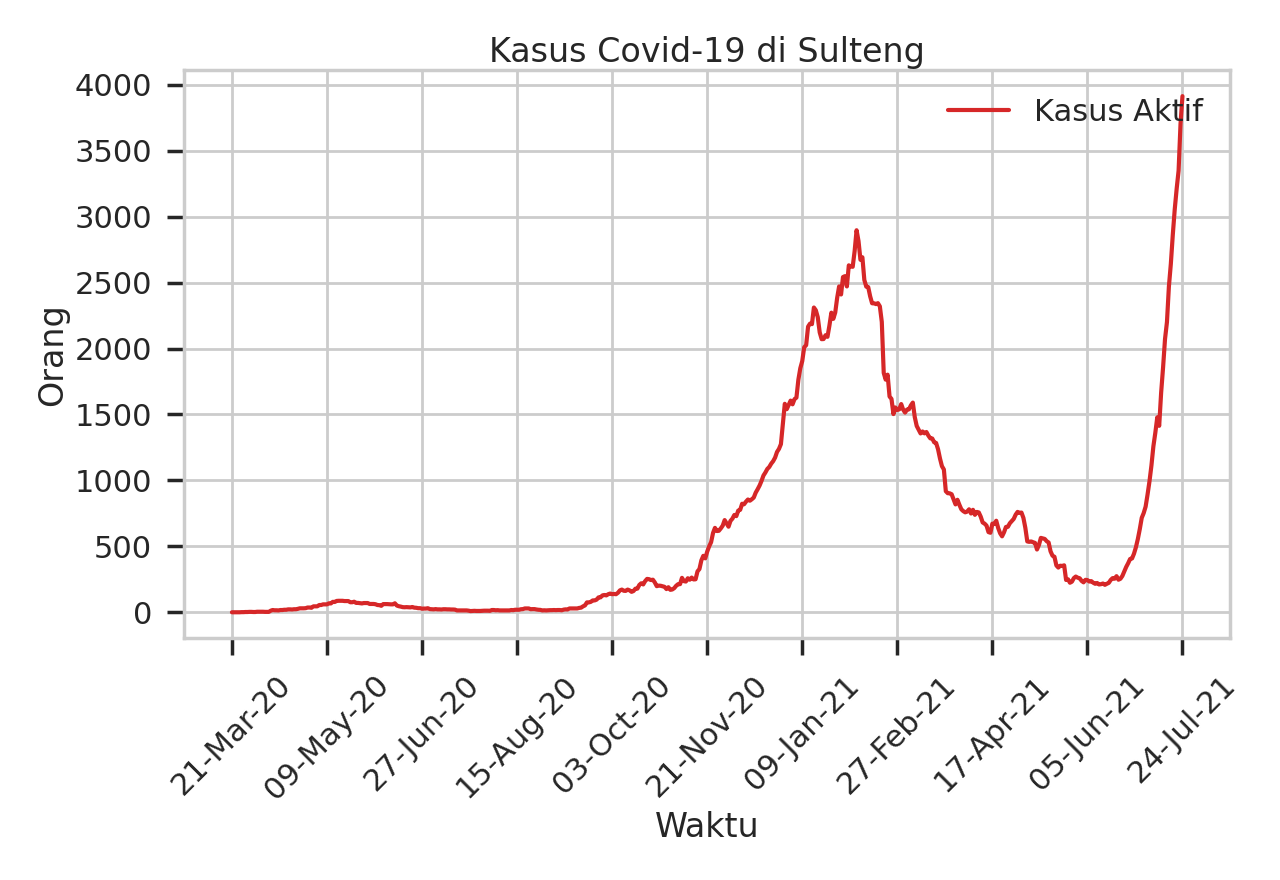 Kasus Covid-19 di Sulteng
Kasus Aktif
4000
3500
3000
2500
2000
1500
1000
500
0
Orang
21-Mar-20
09-May-20
27-Jun-20
15-Aug-20
03-Oct-20
21-Nov-20
09-Jan-21
27-Feb-21
17-Apr-21
05-Jun-21
24-Jul-21
Waktu